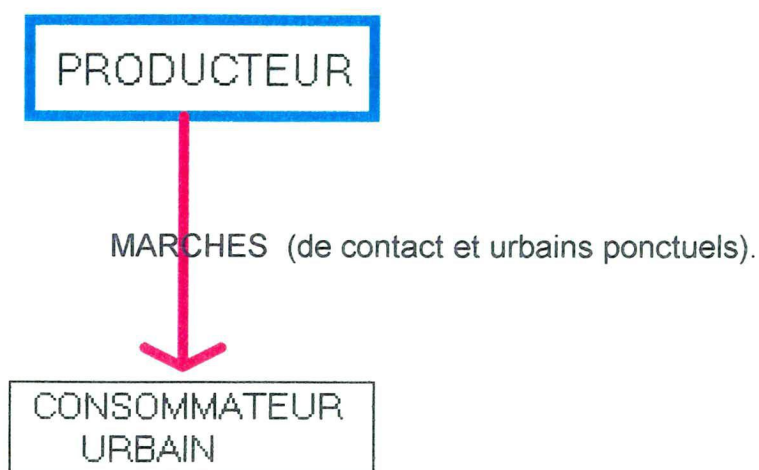 PRODUCTEUR
MARCHES (de contact et urbains ponctuels).
CONSOMMATEUR
URBAIN